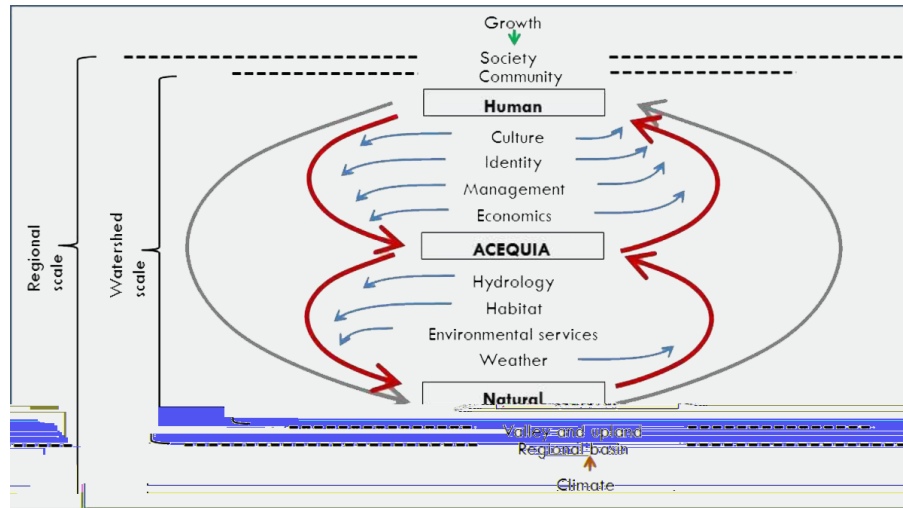 Growth
Society
Community
Human
Culture
Identity
Management
Economics
ACEQUIA
Hydrology
Habitat
Environmental services
Weather
Natural
Valley and upland
Regional basin
Climate
Regional
scale
Watershed
scale